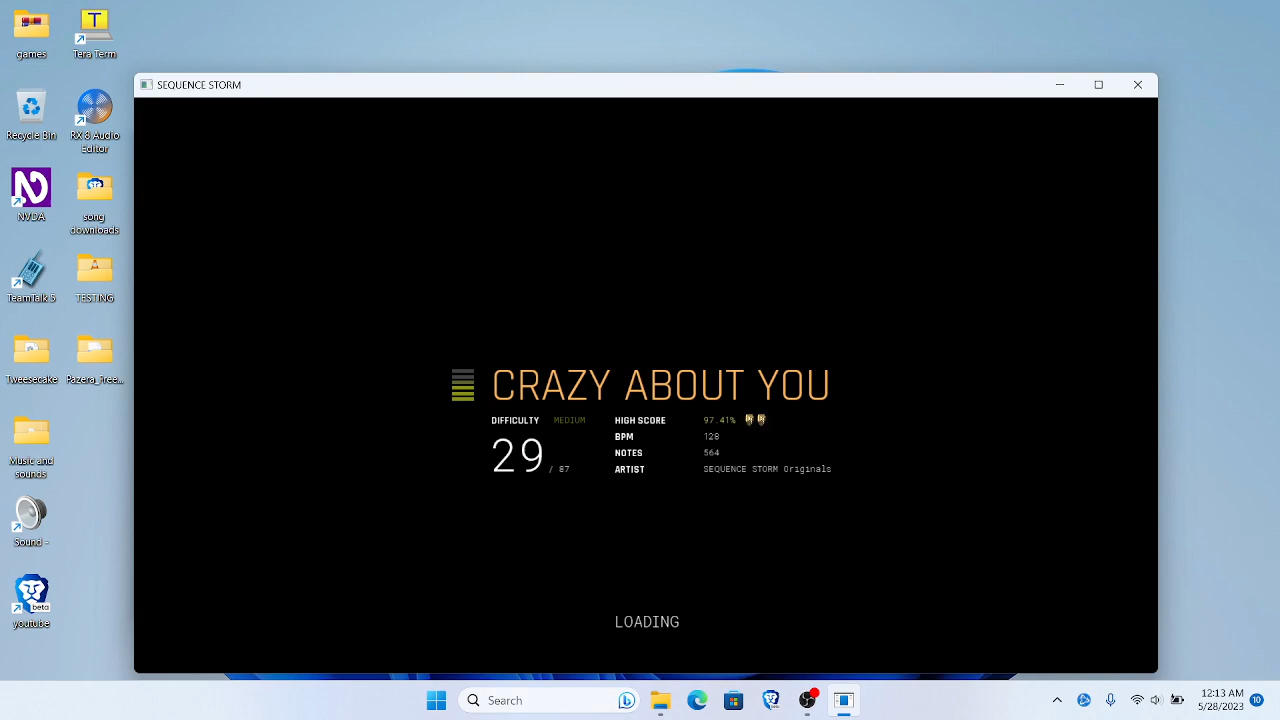 games
Tera Term
Recycle Bin
RX 8 Audio
Editor
NVDA
song
downloads
TeamTalk 5
TESTING
Tweesecake
Pazera_Free...
Music and
sounds
Sound -
beta
youtube
SEQUENCE STORM
CRAZY ABOUT YOU
DIFFICULTY MEDIUM
29 / 87
HIGH SCORE 97.41%
BPM 128
NOTES 564
ARTIST SEQUENCE STORM Originals
LOADING
Search
12:13 AM
5/28/2023
10